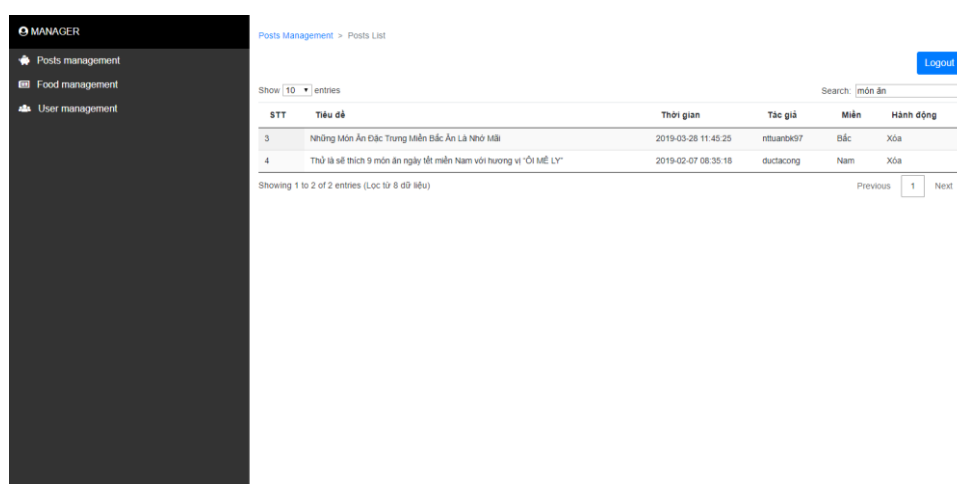 MANAGER
Posts management
Food management
User management
Posts Management > Posts List
Logout
Show 10 entries
Search: món ăn
STT Tiêu đề Thời gian Tác giả Miền Hành động
3 Những Món Ăn Đặc Trưng Miền Bắc Ăn Là Nhớ Mãi 2019-03-28 11:45:25 nttuanbk97 Bắc Xóa
4 Thử là sẽ thích 9 món ăn ngày tết miền Nam với hương vị "ÔI MÊ LY" 2019-02-07 08:35:18 ductacong Nam Xóa
Showing 1 to 2 of 2 entries (Lọc từ 8 dữ liệu)
Previous 1 Next